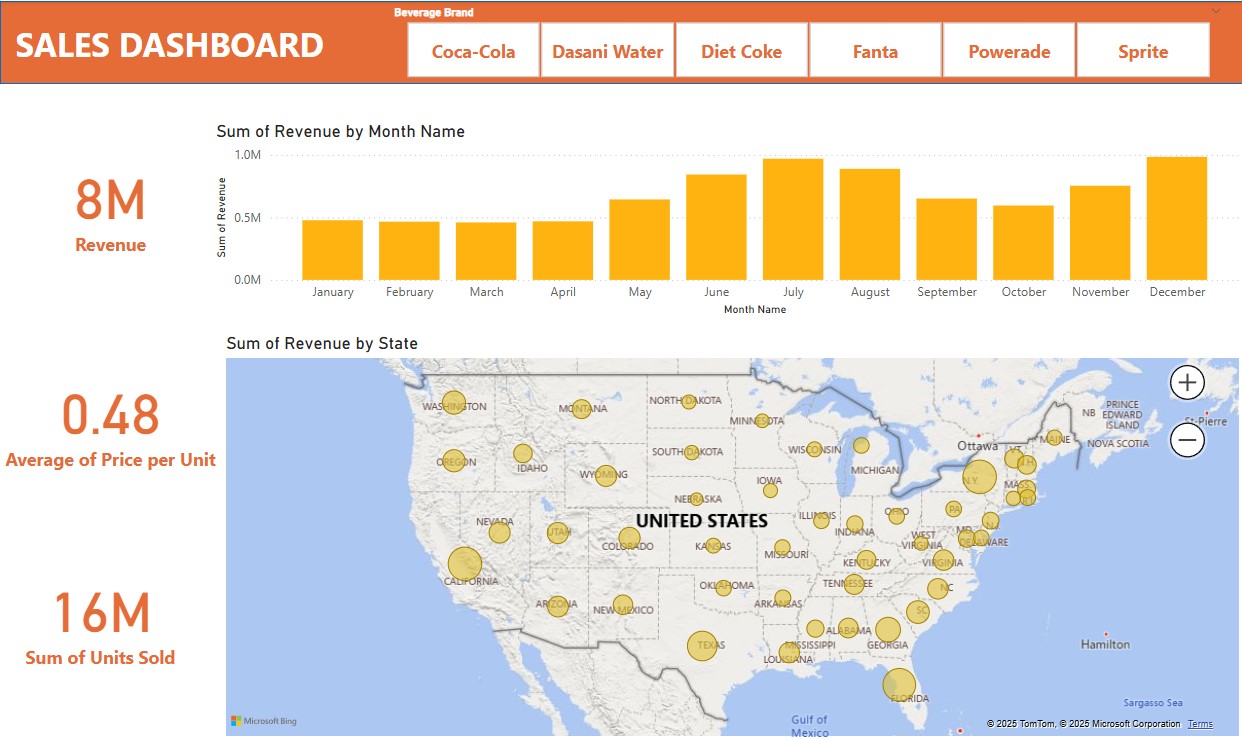 Beverage Brand
SALES DASHBOARD
Coca-Cola
Dasani Water
Diet Coke
Fanta
Powerade
Sprite
8M
Revenue
0.48
Average of Price per Unit
16M
Sum of Units Sold
Sum of Revenue by Month Name
Sum of Revenue
1.0M
0.5M
0.0M
January
February
March
April
May
June
July
August
September
October
November
December
Month Name
Sum of Revenue by State
WASHINGTON
MONTANA
NORTH DAKOTA
MINNESOTA
OREGON
IDAHO
WYOMING
SOUTH DAKOTA
WISCONSIN
MICHIGAN
Ottawa
MAINE
NB
PRINCE
EDWARD
ISLAND
NOVA SCOTIA
St-Pierre
VT
N.H.
N.Y.
MASS
R.I.
NEBRASKA
IOWA
UNITED STATES
NEVADA
UTAH
COLORADO
KANSAS
MISSOURI
ILLINOIS
INDIANA
OHIO
PA
N.J.
MD
DELAWARE
WEST
VIRGINIA
VIRGINIA
KENTUCKY
CALIFORNIA
ARIZONA
NEW MEXICO
OKLAHOMA
ARKANSAS
TENNESSEE
NC
SC
TEXAS
LOUISIANA
MISSISSIPPI
ALABAMA
GEORGIA
FLORIDA
Hamilton
Sargasso Sea
Gulf of
Mexico
Microsoft Bing
© 2025 TomTom, © 2025 Microsoft Corporation Terms